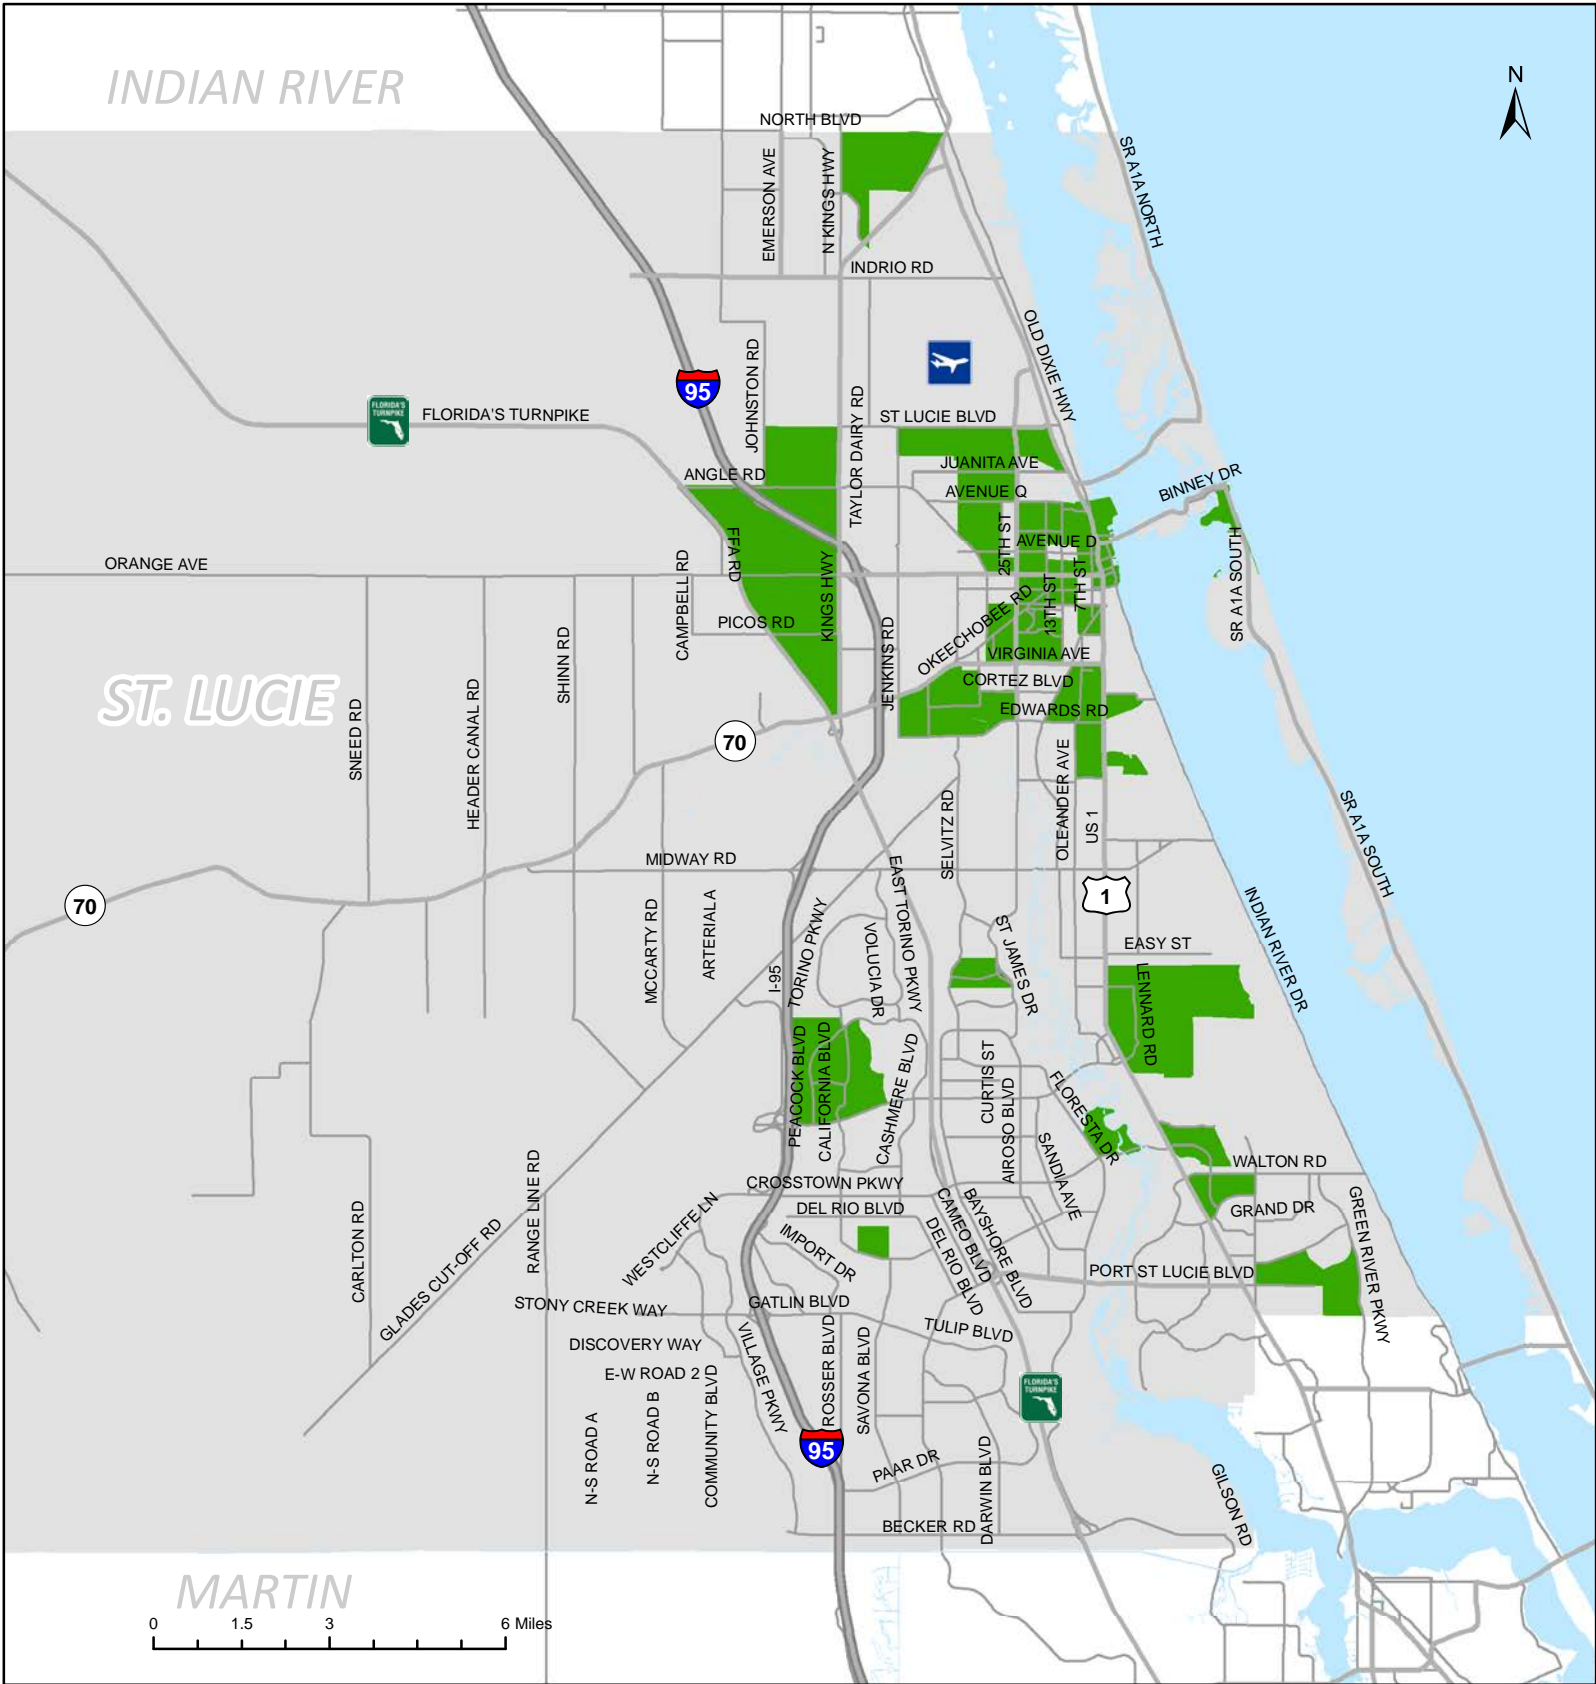 INDIAN RIVER
N
NORTH BLVD
SR A1A NORTH
EMERSON AVE
N KINGS HWY
INDRIO RD
OLD DIXIE HWY
JOHNSTON RD
95
FLORIDA'S
TURNPIKE
FLORIDA'S TURNPIKE
TAYLOR DAIRY RD
ST LUCIE BLVD
ANGLE RD
JUANITA AVE
AVENUE Q
BINNEY DR
25TH ST
AVENUE D
FFA RD
ORANGE AVE
CAMPBELL RD
KINGS HWY
OKEECHOBEE RD
13TH ST
7TH ST
SR A1A SOUTH
PICOS RD
SHINN RD
JENKINS RD
VIRGINIA AVE
CORTEZ BLVD
ST. LUCIE
SNEED RD
HEADER CANAL RD
EDWARDS RD
70
OLEANDER AVE
US 1
SELVITZ RD
SR A1A SOUTH
MIDWAY RD
EAST TORINO PKWY
70
1
MCCARTY RD
ARTERIAL A
TORINO PKWY
VOLUCIA DR
ST JAMES DR
EASY ST
INDIAN RIVER DR
I-95
LENNARD RD
PEACOCK BLVD
CALIFORNIA BLVD
CASHMERE BLVD
CURTIS ST
AIROSO BLVD
FLORESTA DR
SANDIA AVE
WALTON RD
RANGE LINE RD
CROSSTOWN PKWY
CARLTON RD
GLADES CUT-OFF RD
WESTCLIFFE LN
DEL RIO BLVD
CAMEO BLVD
BAYSHORE BLVD
GRAND DR
GREEN RIVER PKWY
IMPORT DR
DEL RIO BLVD
PORT ST LUCIE BLVD
STONY CREEK WAY
GATLIN BLVD
TULIP BLVD
DISCOVERY WAY
VILLAGE PKWY
ROSSER BLVD
SAVONA BLVD
E-W ROAD 2
FLORIDA'S
TURNPIKE
N-S ROAD A
N-S ROAD B
COMMUNITY BLVD
95
PAAR DR
DARWIN BLVD
GILSON RD
BECKER RD
MARTIN
0 1.5 3 6 Miles